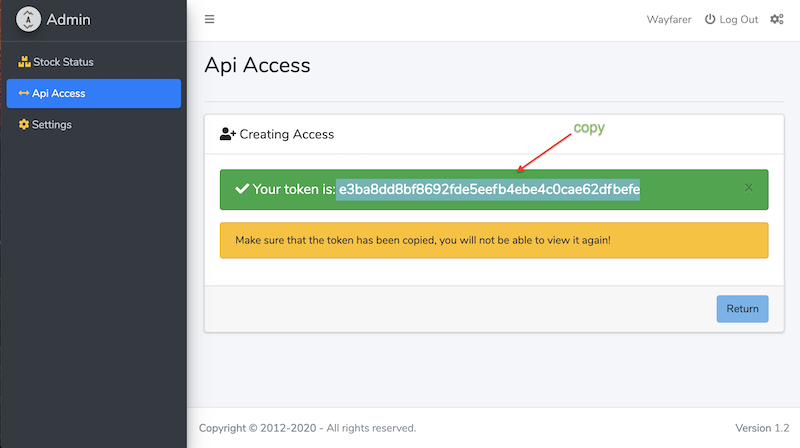 Admin
Wayfarer Log Out
Stock Status
Api Access
Settings
Api Access
Creating Access
copy
Your token is: e3ba8dd8bf8692fde5eefb4ebe4c0cae62dfbefe
Make sure that the token has been copied, you will not be able to view it again!
Return
Copyright © 2012-2020 - All rights reserved.
Version 1.2